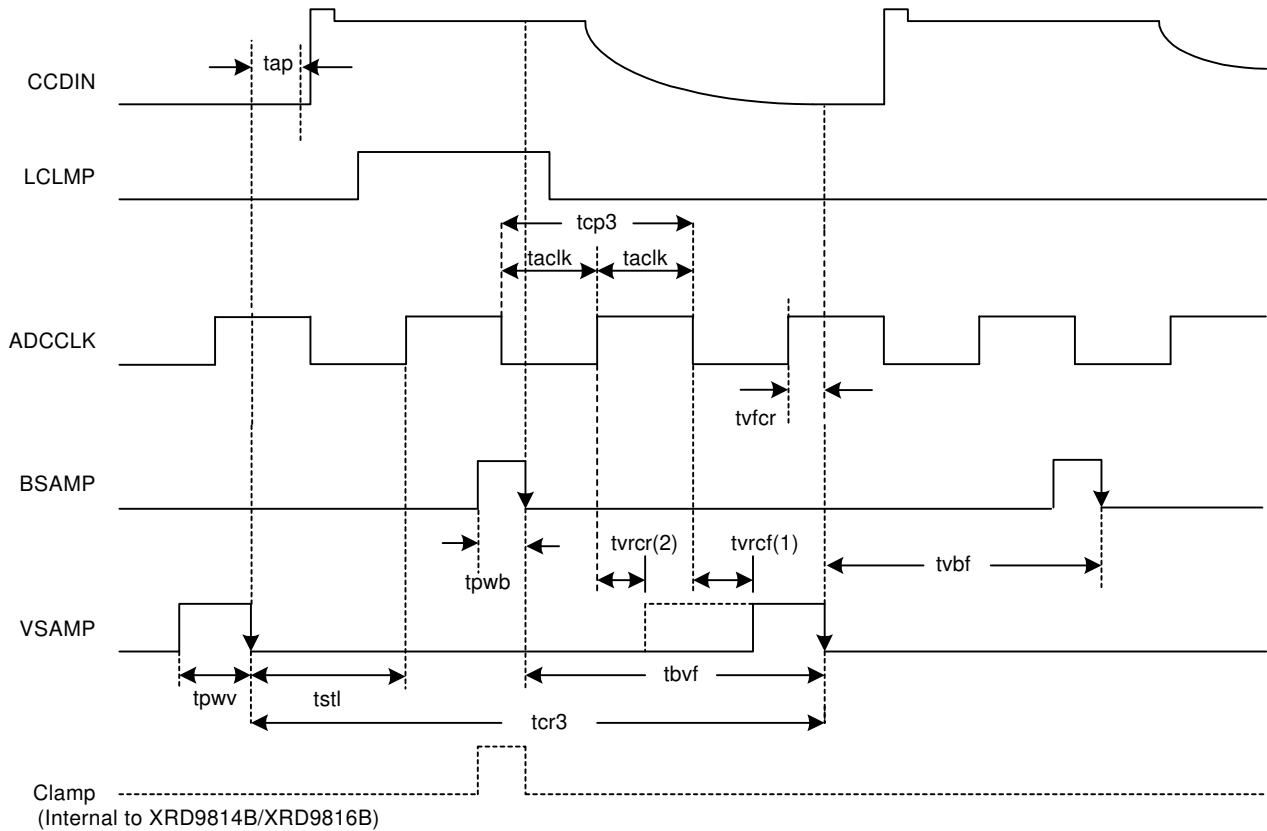 CCDIN
tap
LCLMP
tcp3
taclk
taclk
ADCCLK
tvfcr
BSAMP
tpwb
tvrcr(2)
tvrcf(1)
tvbf
VSAMP
tpwv
tstl
tbvf
tcr3
Clamp
(Internal to XRD9814B/XRD9816B)